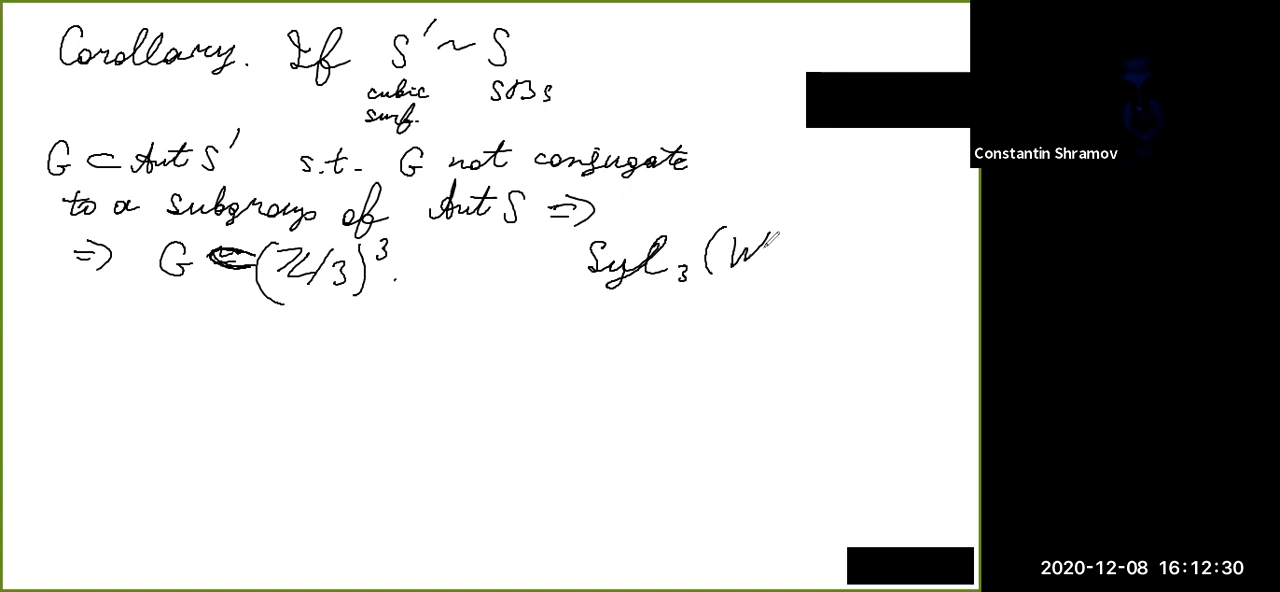 Corollary. If S' ~ S
cubic surf. SB s
G ⊂ Aut S' s.t. G not conjugate
to a subgroup of Aut S ⇒
⇒ G ⊂ (ℤ/3)³. Syl₃ (W
Constantin Shramov
2020-12-08 16:12:30